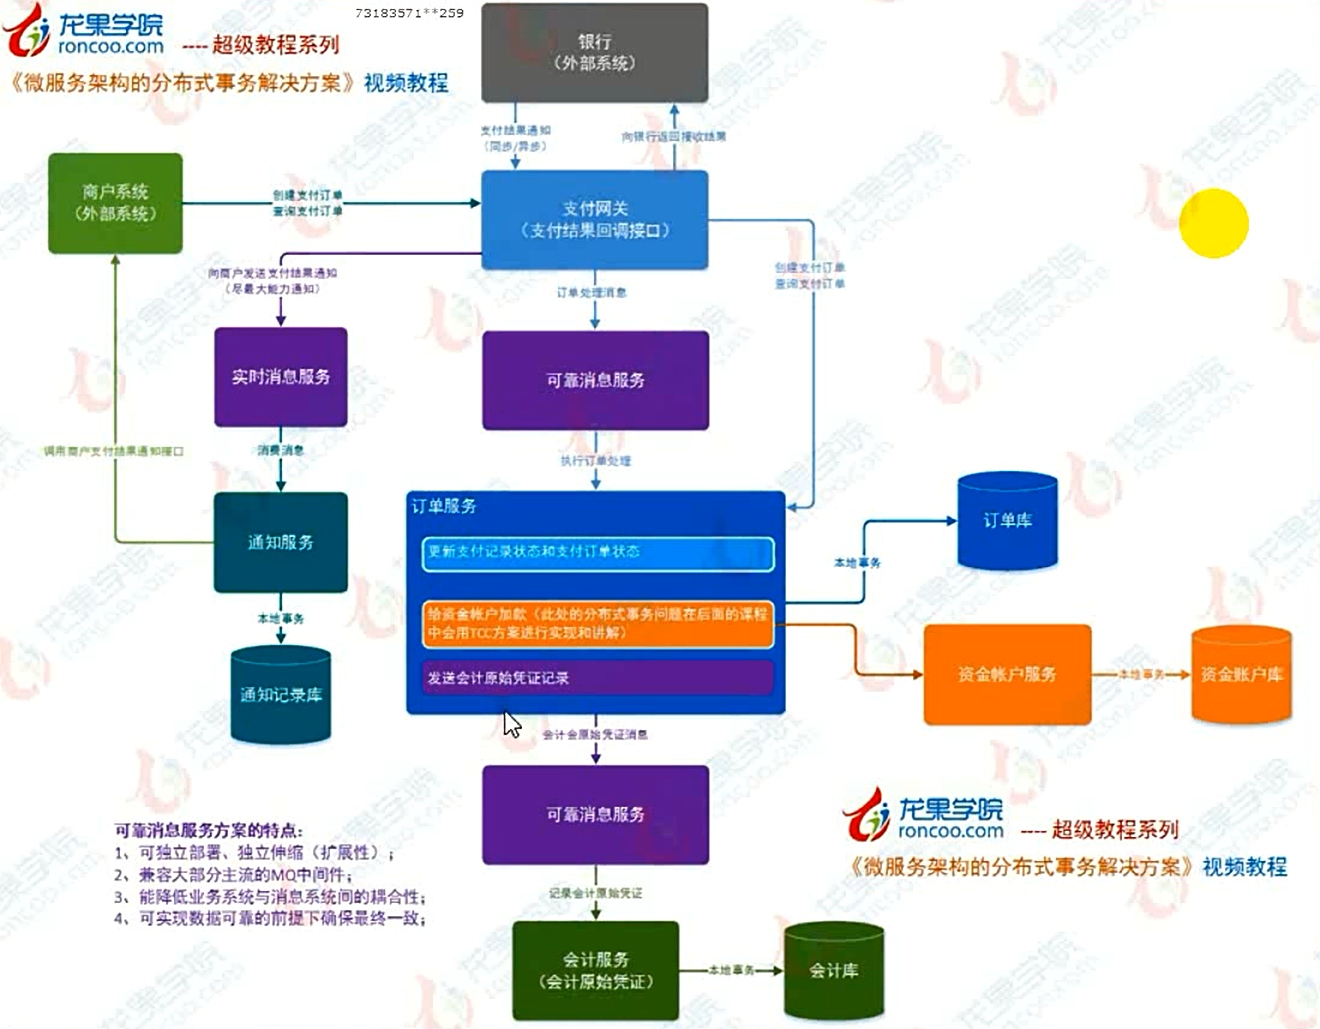 龙果学院
roncoo.com
---- 超级教程系列
《微服务架构的分布式事务解决方案》视频教程
73183571**259
银行
(外部系统)
支付结果通知
(同步/异步)
向银行返回接收结果
商户系统
(外部系统)
创建支付订单
查询支付订单
支付网关
(支付结果回调接口)
向商户发送支付结果通知
(尽最大能力通知)
订单处理消息
创建支付订单
查询支付订单
实时消息服务
可靠消息服务
调用商户支付结果通知接口
消费消息
执行订单处理
通知服务
订单服务
更新支付记录状态和支付订单状态
给资金帐户加款(此处的分布式事务问题在后面的课程
中会用TCC方案进行实现和讲解)
发送会计原始凭证记录
本地事务
订单库
本地事务
通知记录库
资金帐户服务
本地事务
资金账户库
会计会原始凭证消息
可靠消息服务
可靠消息服务方案的特点:
1、可独立部署、独立伸缩(扩展性);
2、兼容大部分主流的MQ中间件;
3、能降低业务系统与消息系统间的耦合性;
4、可实现数据可靠的前提下确保最终一致;
龙果学院
roncoo.com
---- 超级教程系列
《微服务架构的分布式事务解决方案》视频教程
记录会计原始凭证
会计服务
(会计原始凭证)
本地事务
会计库